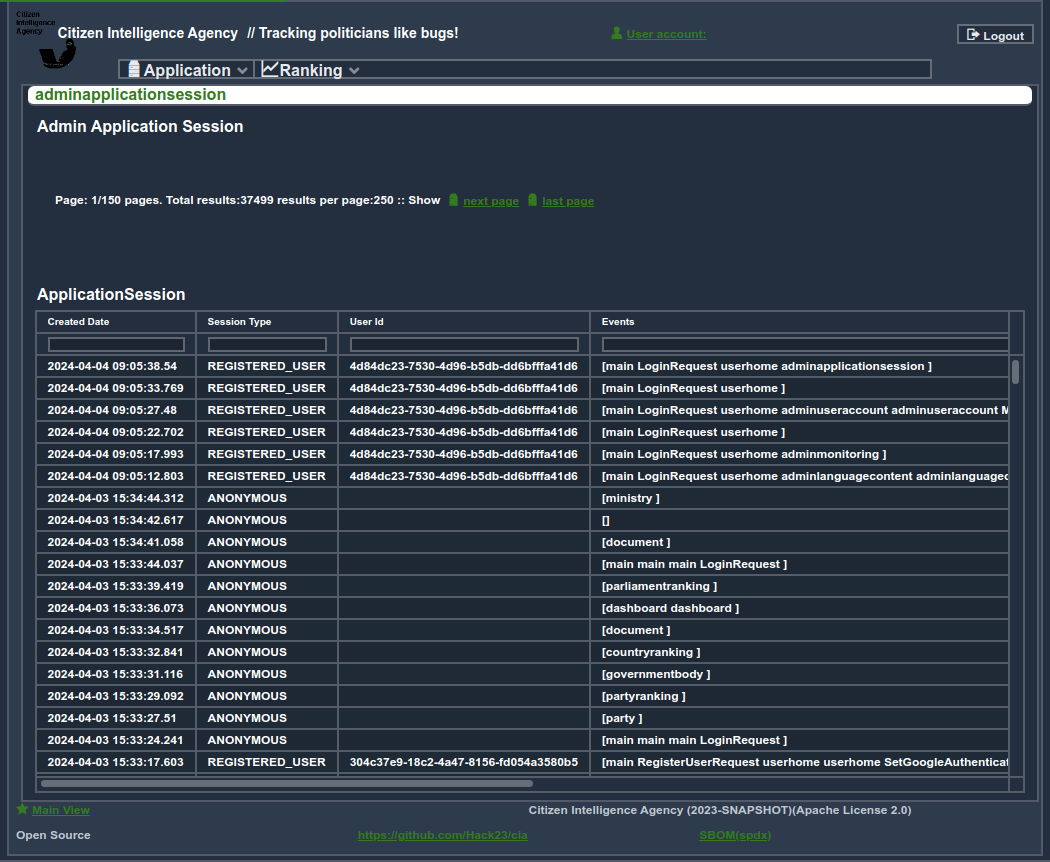 Citizen
Intelligence
Agency
Citizen Intelligence Agency // Tracking politicians like bugs!
User account:
Logout
Application
Ranking
adminapplicationsession
Admin Application Session
Page: 1/150 pages. Total results:37499 results per page:250 :: Show next page last page
ApplicationSession
Created Date Session Type User Id Events
2024-04-04 09:05:38.54 REGISTERED_USER 4d84dc23-7530-4d96-b5db-dd6bfffa41d6 [main LoginRequest userhome adminapplicationsession ]
2024-04-04 09:05:33.769 REGISTERED_USER 4d84dc23-7530-4d96-b5db-dd6bfffa41d6 [main LoginRequest userhome ]
2024-04-04 09:05:27.48 REGISTERED_USER 4d84dc23-7530-4d96-b5db-dd6bfffa41d6 [main LoginRequest userhome adminuseraccount adminuseraccount M
2024-04-04 09:05:22.702 REGISTERED_USER 4d84dc23-7530-4d96-b5db-dd6bfffa41d6 [main LoginRequest userhome ]
2024-04-04 09:05:17.993 REGISTERED_USER 4d84dc23-7530-4d96-b5db-dd6bfffa41d6 [main LoginRequest userhome adminmonitoring ]
2024-04-04 09:05:12.803 REGISTERED_USER 4d84dc23-7530-4d96-b5db-dd6bfffa41d6 [main LoginRequest userhome adminlanguagecontent adminlanguagec
2024-04-03 15:34:44.312 ANONYMOUS [ministry ]
2024-04-03 15:34:42.617 ANONYMOUS []
2024-04-03 15:34:41.058 ANONYMOUS [document ]
2024-04-03 15:33:44.037 ANONYMOUS [main main main LoginRequest ]
2024-04-03 15:33:39.419 ANONYMOUS [parliamentranking ]
2024-04-03 15:33:36.073 ANONYMOUS [dashboard dashboard ]
2024-04-03 15:33:34.517 ANONYMOUS [document ]
2024-04-03 15:33:32.841 ANONYMOUS [countryranking ]
2024-04-03 15:33:31.116 ANONYMOUS [governmentbody ]
2024-04-03 15:33:29.092 ANONYMOUS [partyranking ]
2024-04-03 15:33:27.51 ANONYMOUS [party ]
2024-04-03 15:33:24.241 ANONYMOUS [main main main LoginRequest ]
2024-04-03 15:33:17.603 REGISTERED_USER 304c37e9-18c2-4a47-8156-fd054a3580b5 [main RegisterUserRequest userhome userhome SetGoogleAuthenticat
Main View
Citizen Intelligence Agency (2023-SNAPSHOT)(Apache License 2.0)
Open Source
https://github.com/Hack23/cia
SBOM(spdx)